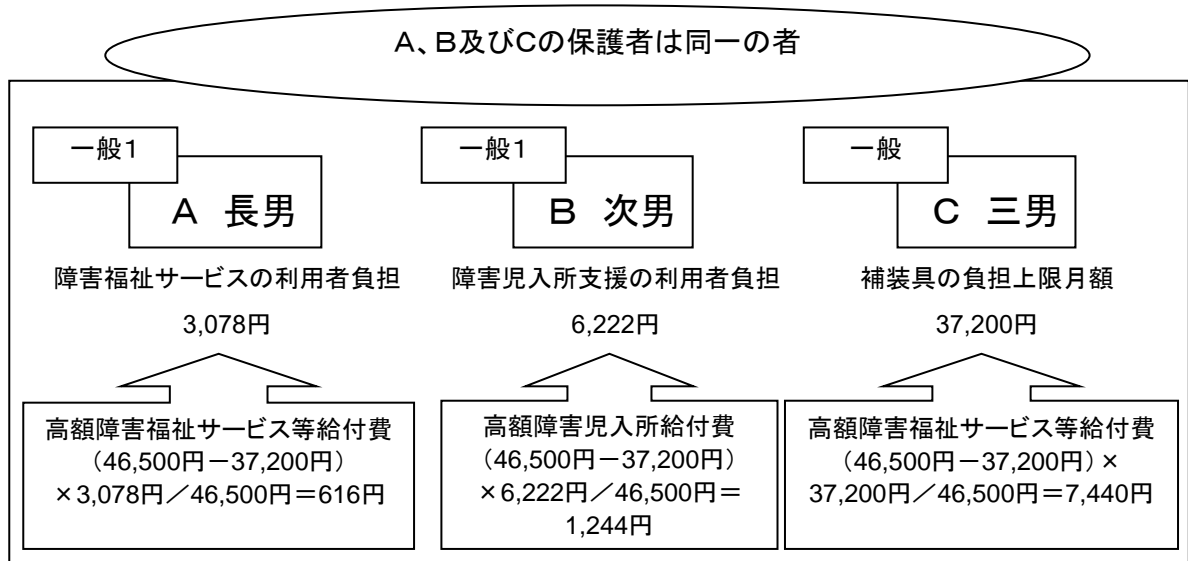 A、B及びCの保護者は同一の者
一般1
A 長男
障害福祉サービスの利用者負担
3,078円
高額障害福祉サービス等給付費
(46,500円－37,200円)
×3,078円／46,500円＝616円
一般1
B 次男
障害児入所支援の利用者負担
6,222円
高額障害児入所給付費
(46,500円－37,200円)
×6,222円／46,500円＝
1,244円
一般
C 三男
補装具の負担上限月額
37,200円
高額障害福祉サービス等給付費
(46,500円－37,200円)×
37,200円／46,500円＝7,440円